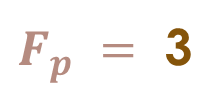 Fₚ = 3